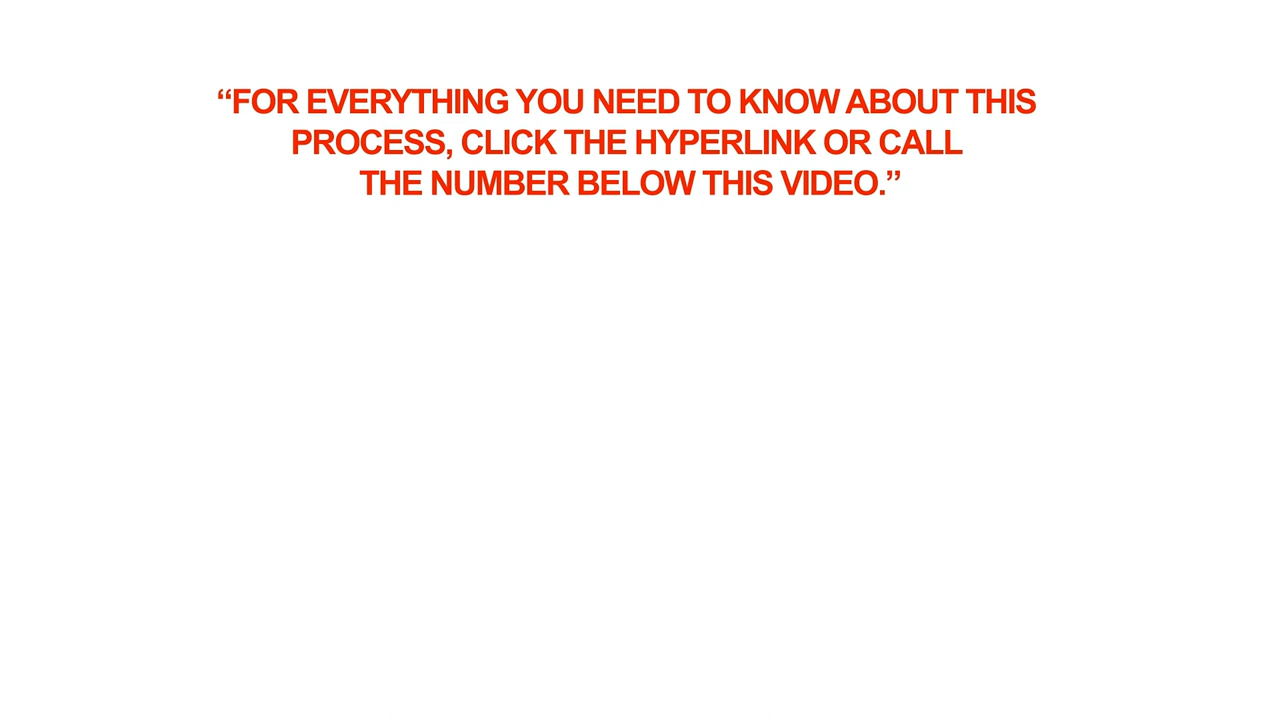 “FOR EVERYTHING YOU NEED TO KNOW ABOUT THIS
PROCESS, CLICK THE HYPERLINK OR CALL
THE NUMBER BELOW THIS VIDEO.”